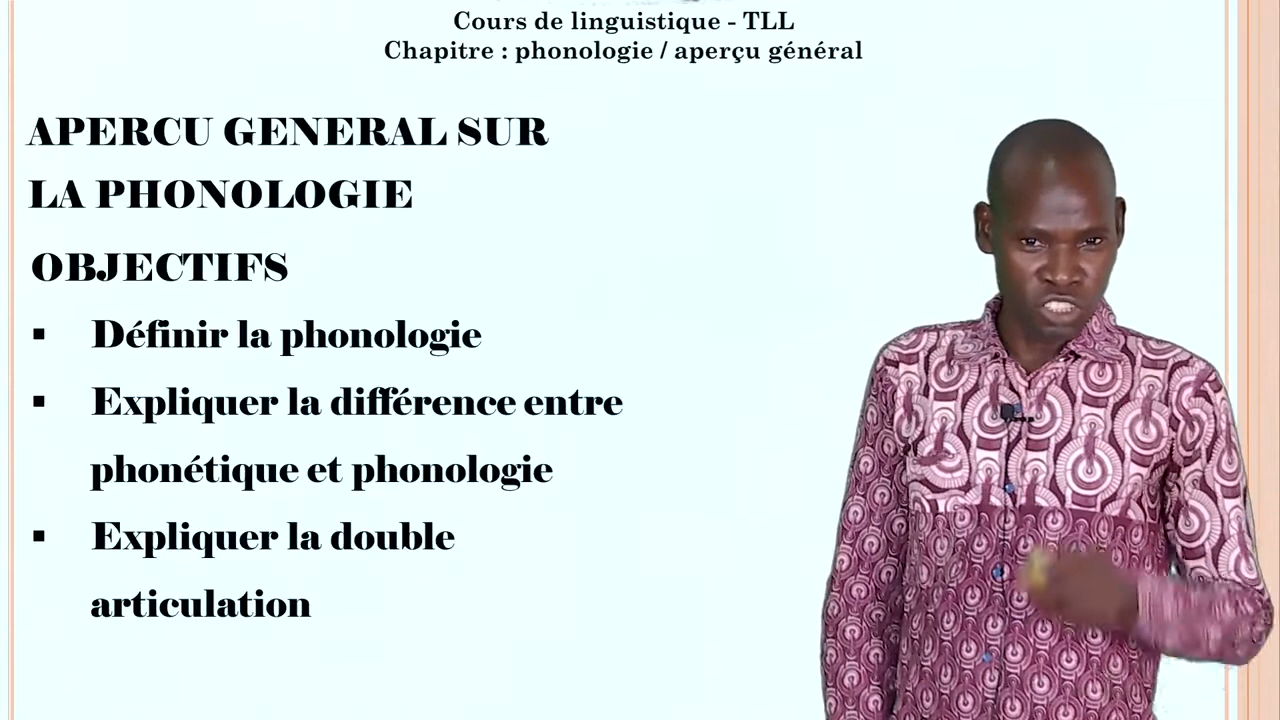 Cours de linguistique - TLL
Chapitre : phonologie / aperçu général
APERCU GENERAL SUR
LA PHONOLOGIE
OBJECTIFS
▪ Définir la phonologie
▪ Expliquer la différence entre
phonétique et phonologie
▪ Expliquer la double
articulation